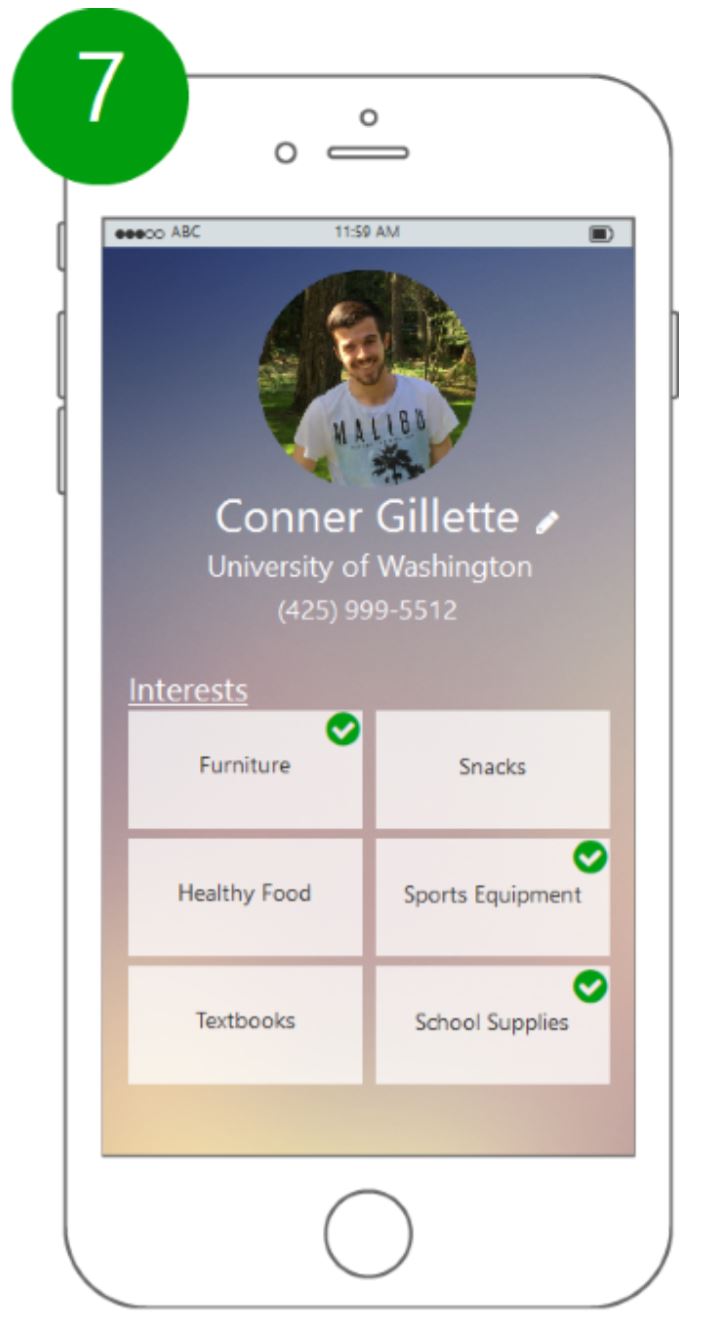 7
ABC 11:59 AM
MALIBU
Conner Gillette
University of Washington
(425) 999-5512
Interests
Furniture
Snacks
Healthy Food
Sports Equipment
Textbooks
School Supplies